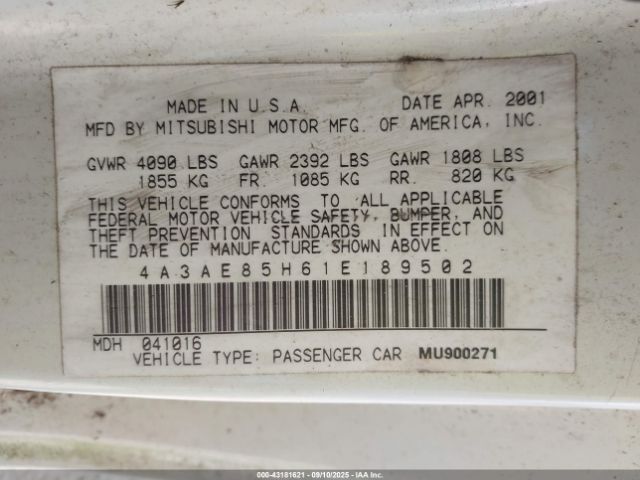 MADE IN U.S.A. DATE APR. 2001
MFD BY MITSUBISHI MOTOR MFG. OF AMERICA, INC.
GVWR 4090 LBS GAWR 2392 LBS GAWR 1808 LBS
1855 KG FR. 1085 KG RR. 820 KG
THIS VEHICLE CONFORMS TO ALL APPLICABLE
FEDERAL MOTOR VEHICLE SAFETY, BUMPER, AND
THEFT PREVENTION STANDARDS IN EFFECT ON
THE DATE OF MANUFACTURE SHOWN ABOVE.
4A3AE85H61E189502
MDH 041016
VEHICLE TYPE: PASSENGER CAR MU900271
000-43181621 - 09/10/2025 - IAA Inc.